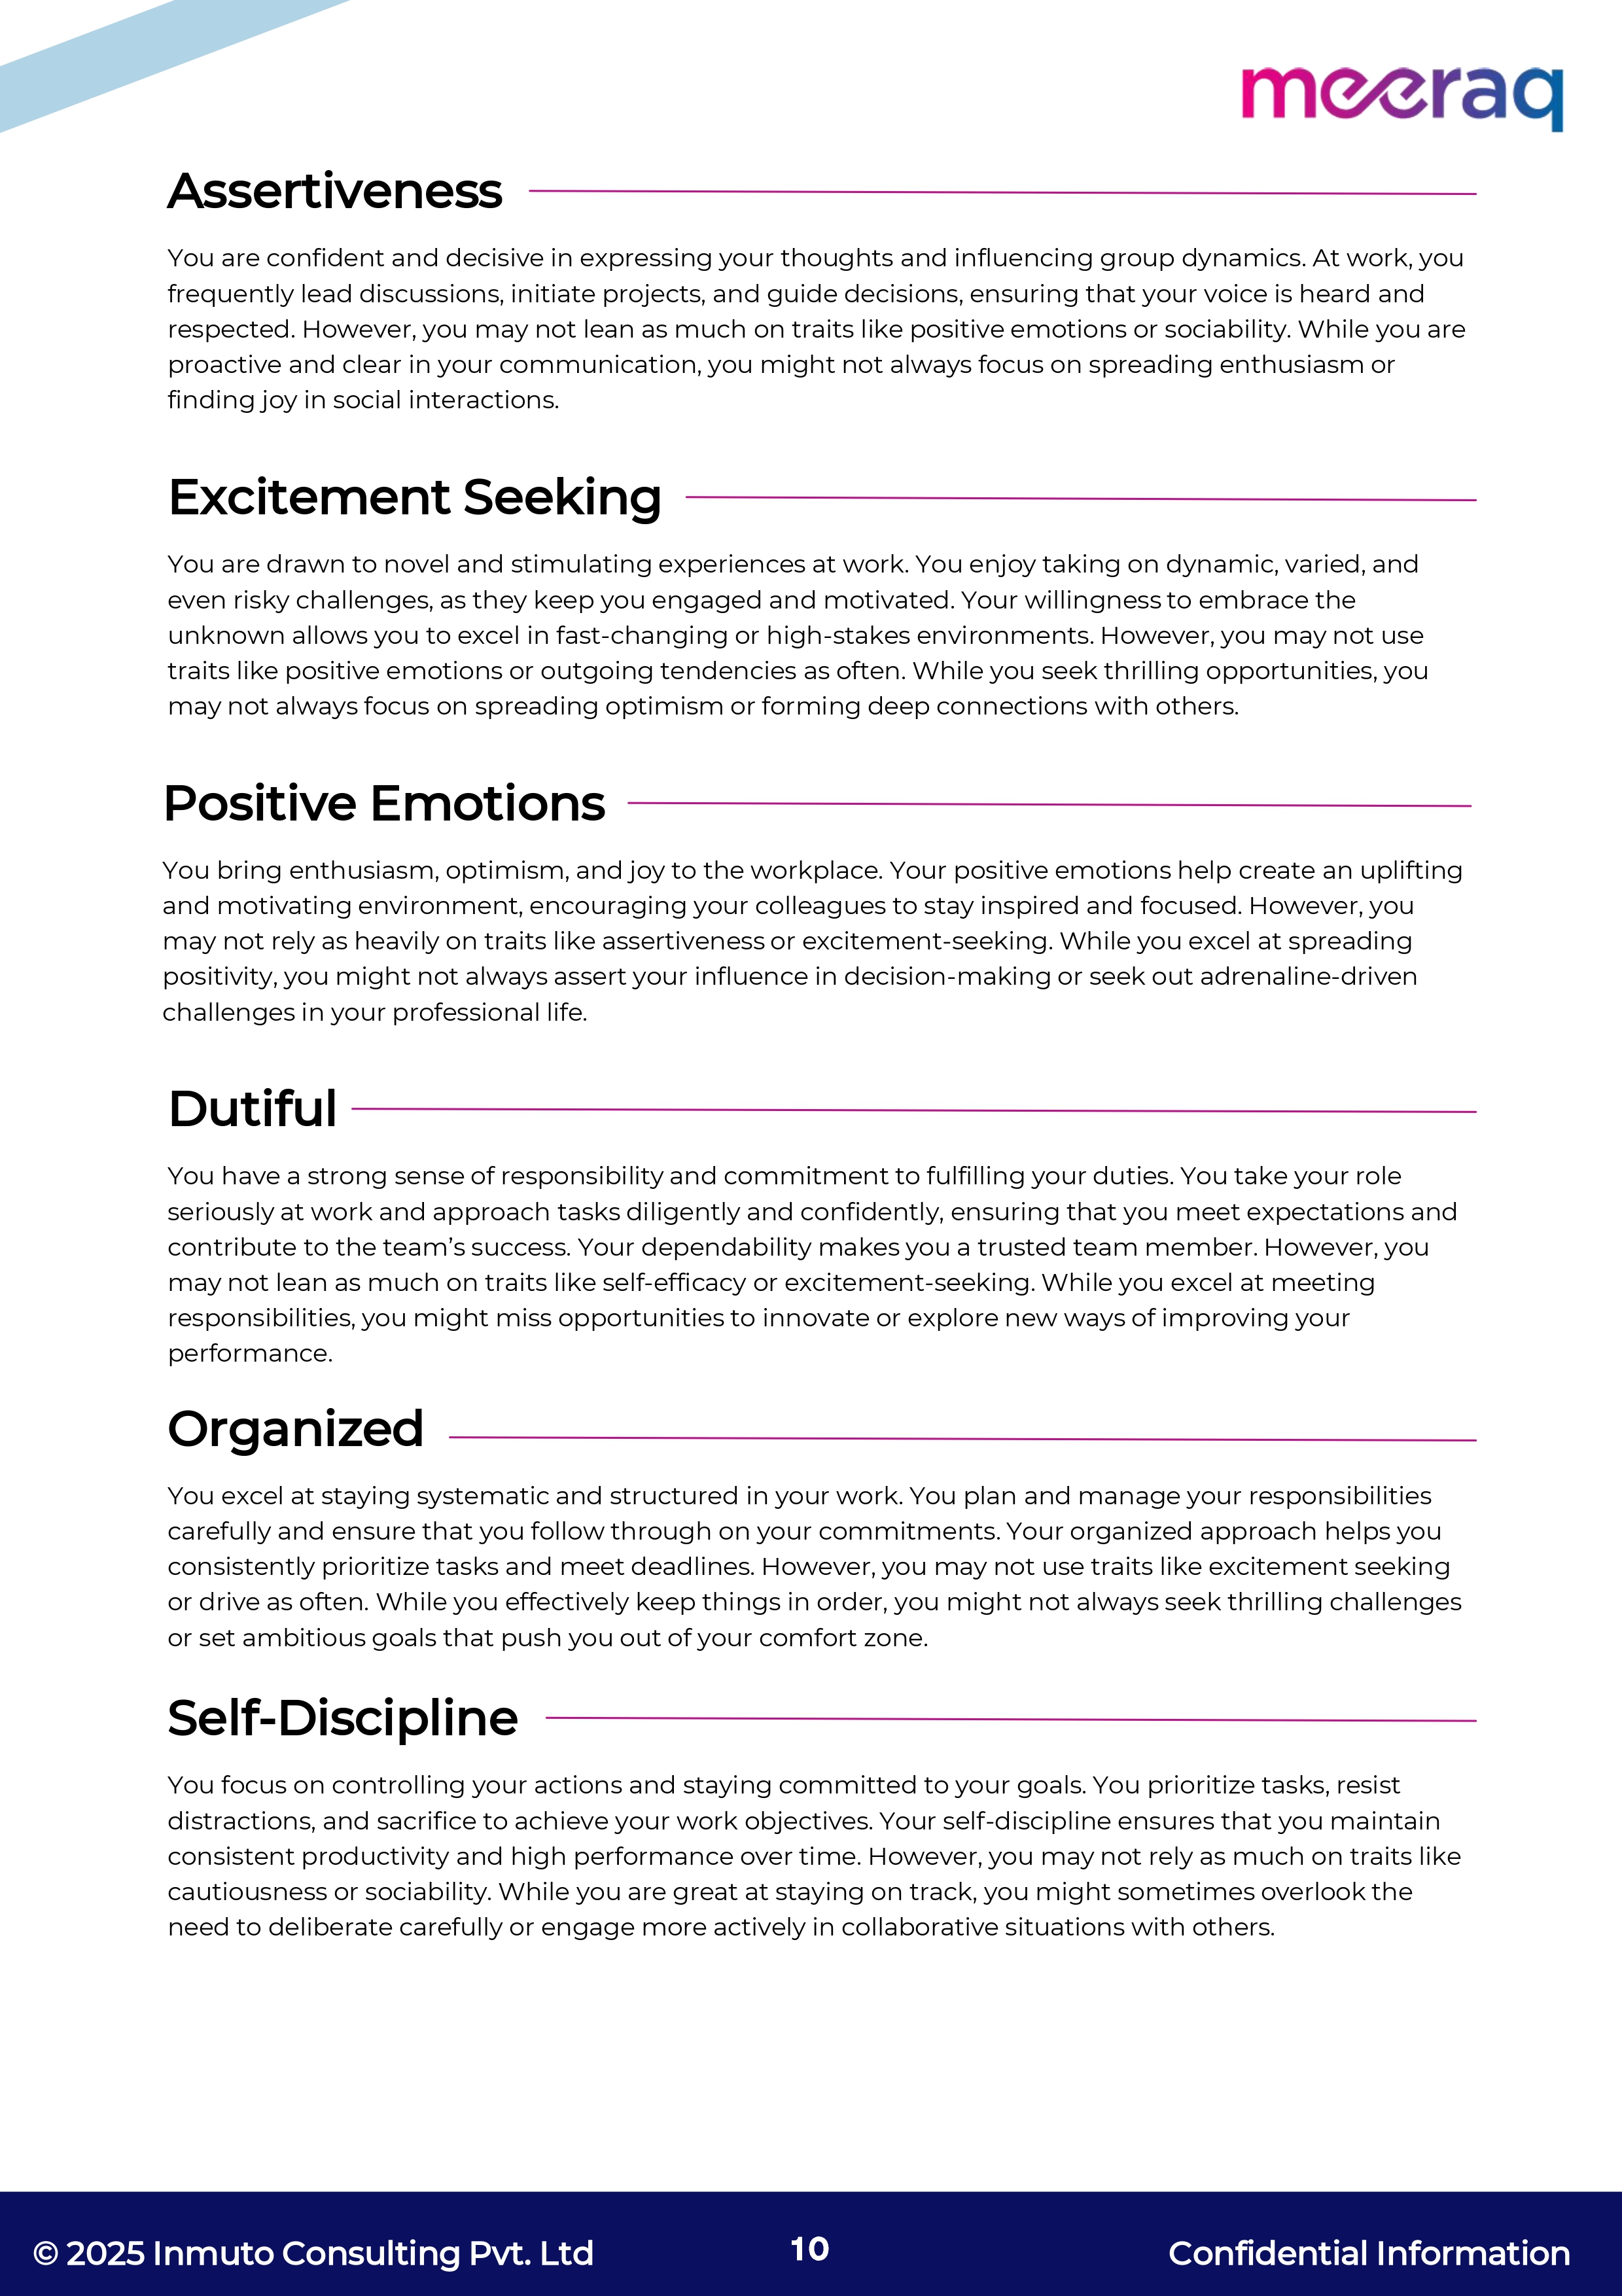 meeraq
Assertiveness
You are confident and decisive in expressing your thoughts and influencing group dynamics. At work, you
frequently lead discussions, initiate projects, and guide decisions, ensuring that your voice is heard and
respected. However, you may not lean as much on traits like positive emotions or sociability. While you are
proactive and clear in your communication, you might not always focus on spreading enthusiasm or
finding joy in social interactions.
Excitement Seeking
You are drawn to novel and stimulating experiences at work. You enjoy taking on dynamic, varied, and
even risky challenges, as they keep you engaged and motivated. Your willingness to embrace the
unknown allows you to excel in fast-changing or high-stakes environments. However, you may not use
traits like positive emotions or outgoing tendencies as often. While you seek thrilling opportunities, you
may not always focus on spreading optimism or forming deep connections with others.
Positive Emotions
You bring enthusiasm, optimism, and joy to the workplace. Your positive emotions help create an uplifting
and motivating environment, encouraging your colleagues to stay inspired and focused. However, you
may not rely as heavily on traits like assertiveness or excitement-seeking. While you excel at spreading
positivity, you might not always assert your influence in decision-making or seek out adrenaline-driven
challenges in your professional life.
Dutiful
You have a strong sense of responsibility and commitment to fulfilling your duties. You take your role
seriously at work and approach tasks diligently and confidently, ensuring that you meet expectations and
contribute to the team’s success. Your dependability makes you a trusted team member. However, you
may not lean as much on traits like self-efficacy or excitement-seeking. While you excel at meeting
responsibilities, you might miss opportunities to innovate or explore new ways of improving your
performance.
Organized
You excel at staying systematic and structured in your work. You plan and manage your responsibilities
carefully and ensure that you follow through on your commitments. Your organized approach helps you
consistently prioritize tasks and meet deadlines. However, you may not use traits like excitement seeking
or drive as often. While you effectively keep things in order, you might not always seek thrilling challenges
or set ambitious goals that push you out of your comfort zone.
Self-Discipline
You focus on controlling your actions and staying committed to your goals. You prioritize tasks, resist
distractions, and sacrifice to achieve your work objectives. Your self-discipline ensures that you maintain
consistent productivity and high performance over time. However, you may not rely as much on traits like
cautiousness or sociability. While you are great at staying on track, you might sometimes overlook the
need to deliberate carefully or engage more actively in collaborative situations with others.
© 2025 Inmuto Consulting Pvt. Ltd
10
Confidential Information